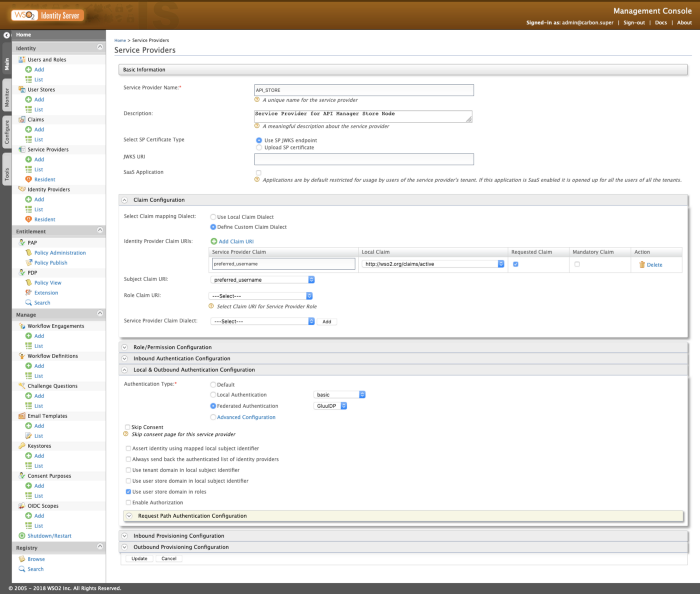 Management Console
WSO2 Identity Server
Signed-in as: admin@carbon.super | Sign-out | Docs | About
Main
Monitor
Configure
Tools
Home
Identity
Users and Roles
Add
List
User Stores
Add
List
Claims
Add
List
Service Providers
Add
List
Resident
Identity Providers
Add
List
Resident
Entitlement
PAP
Policy Administration
Policy Publish
PDP
Policy View
Extension
Search
Manage
Workflow Engagements
Add
List
Workflow Definitions
Add
List
Challenge Questions
Add
List
Email Templates
Add
List
Keystores
Add
List
Consent Purposes
Add
List
OIDC Scopes
Add
List
Shutdown/Restart
Registry
Browse
Search
Home > Service Providers
Service Providers
Basic Information
Service Provider Name:* API_STORE
A unique name for the service provider
Description: Service Provider for API Manager Store Node
A meaningful description about the service provider
Select SP Certificate Type Use SP JWKS endpoint
Upload SP certificate
JWKS URI
SaaS Application
Applications are by default restricted for usage by users of the service provider's tenant. If this application is SaaS enabled it is opened up for all the users of all the tenants.
Claim Configuration
Select Claim mapping Dialect: Use Local Claim Dialect
Define Custom Claim Dialect
Identity Provider Claim URIs: Add Claim URI
Service Provider Claim Local Claim Requested Claim Mandatory Claim Action
preferred_username http://wso2.org/claims/active Delete
Subject Claim URI: preferred_username
Role Claim URI: ---Select---
Select Claim URI for Service Provider Role
Service Provider Claim Dialect: ---Select--- Add
Role/Permission Configuration
Inbound Authentication Configuration
Local & Outbound Authentication Configuration
Authentication Type:* Default
Local Authentication basic
Federated Authentication GluuIDP
Advanced Configuration
Skip Consent
Skip consent page for this service provider
Assert identity using mapped local subject identifier
Always send back the authenticated list of identity providers
Use tenant domain in local subject identifier
Use user store domain in local subject identifier
Use user store domain in roles
Enable Authorization
Request Path Authentication Configuration
Inbound Provisioning Configuration
Outbound Provisioning Configuration
Update Cancel
© 2005 - 2018 WSO2 Inc. All Rights Reserved.